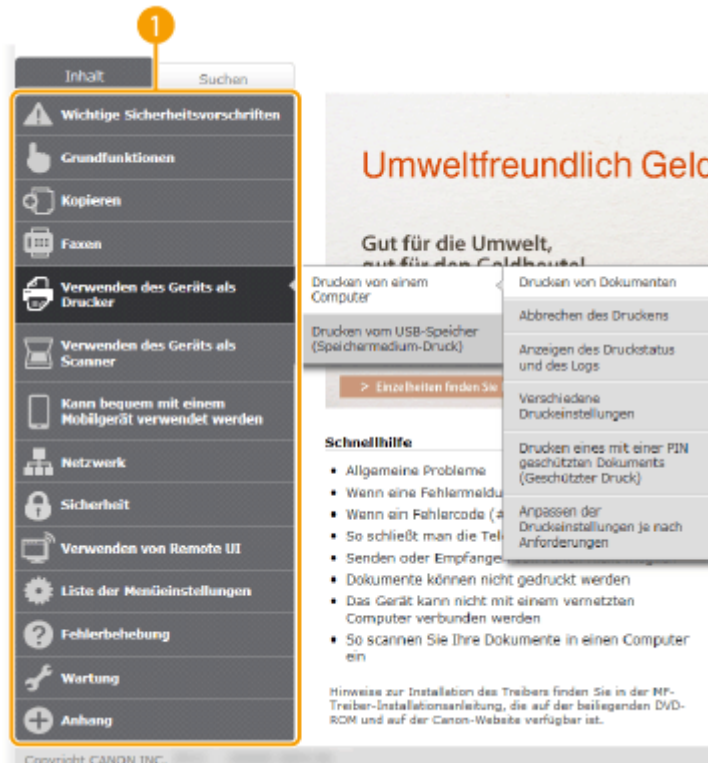 1
Inhalt
Suchen
Wichtige Sicherheitsvorschriften
Grundfunktionen
Kopieren
Faxen
Verwenden des Geräts als
Drucker
Verwenden des Geräts als
Scanner
Kann bequem mit einem
Mobilgerät verwendet werden
Netzwerk
Sicherheit
Verwenden von Remote UI
Liste der Menüeinstellungen
Fehlerbehebung
Wartung
Anhang
Umweltfreundlich Geld
Gut für die Umwelt,
Drucken von einem
Computer
Drucken vom USB-Speicher
(Speichermedium-Druck)
Drucken von Dokumenten
Abbrechen des Druckens
Anzeigen des Druckstatus
und des Logs
Verschiedene
Druckeinstellungen
Drucken eines mit einer PIN
geschützten Dokuments
(Geschützter Druck)
Anpassen der
Druckeinstellungen je nach
Anforderungen
> Einzelheiten finden Sie
Schnellhilfe
• Allgemeine Probleme
• Wenn eine Fehlermeldu
• Wenn ein Fehlercode (#
• So schließt man die Tele
• Senden oder Empfangen
• Dokumente können nicht gedruckt werden
• Das Gerät kann nicht mit einem vernetzten
Computer verbunden werden
• So scannen Sie Ihre Dokumente in einen Computer
ein
Hinweise zur Installation des Treibers finden Sie in der MF-
Treiber-Installationsanleitung, die auf der beiliegenden DVD-
ROM und auf der Canon-Website verfügbar ist.
Copyright CANON INC.